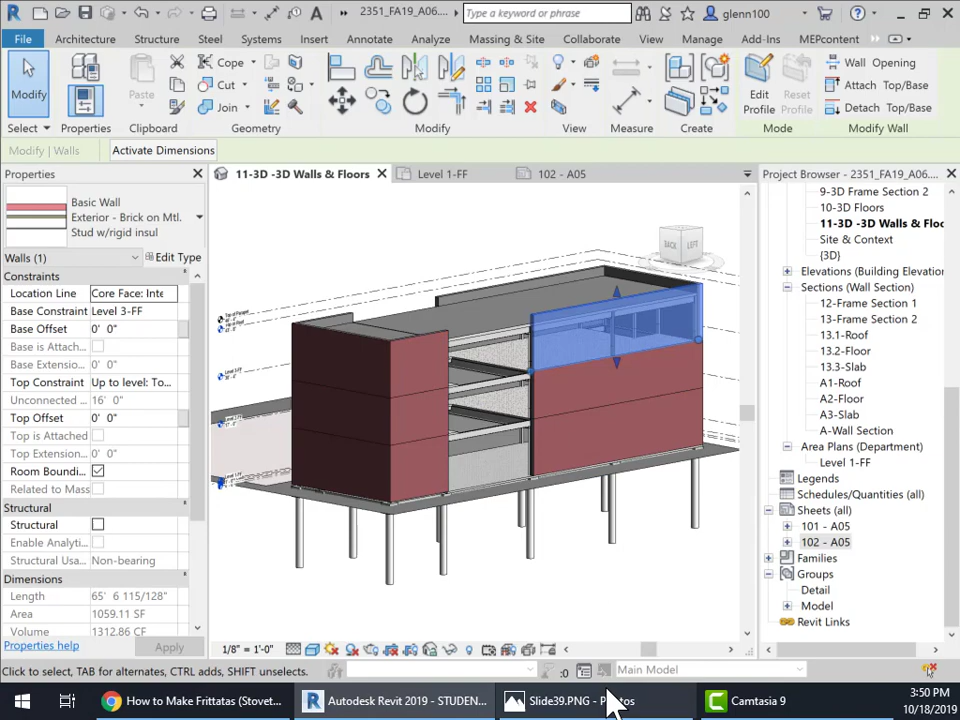 2351_FA19_A06....
Type a keyword or phrase
glenn100
File Architecture Structure Steel Systems Insert Annotate Analyze Massing & Site Collaborate View Manage Add-Ins MEPcontent
Modify
Paste
Cope
Cut
Join
Edit Profile
Reset Profile
Wall Opening
Attach Top/Base
Detach Top/Base
Select Properties Clipboard Geometry Modify View Measure Create Mode Modify Wall
Modify | Walls
Activate Dimensions
Properties
Basic Wall
Exterior - Brick on Mtl.
Stud w/rigid insul
Walls (1)
Edit Type
Constraints
Location Line Core Face: Inte
Base Constraint Level 3-FF
Base Offset 0' 0"
Base is Attach...
Base Extensio...
0' 0"
Top Constraint Up to level: To...
Unconnected ... 16' 0"
Top Offset 0' 0"
Top is Attached
Top Extensio... 0' 0"
Room Boundi...
Related to Mass
Structural
Structural
Enable Analyti...
Structural Usa... Non-bearing
Dimensions
Length 65' 6 115/128"
Area 1059.11 SF
Volume 1312.86 CF
Properties help
Apply
11-3D -3D Walls & Floors
Level 1-FF
102 - A05
BACK LEFT
1/8" = 1'-0"
Project Browser - 2351_FA19_A06....
9-3D Frame Section 2
10-3D Floors
11-3D -3D Walls & Floo
Site & Context
{3D}
Elevations (Building Elevation
Sections (Wall Section)
12-Frame Section 1
13-Frame Section 2
13.1-Roof
13.2-Floor
13.3-Slab
A1-Roof
A2-Floor
A3-Slab
A-Wall Section
Area Plans (Department)
Level 1-FF
Legends
Schedules/Quantities (all)
Sheets (all)
101 - A05
102 - A05
Families
Groups
Detail
Model
Revit Links
Click to select, TAB for alternates, CTRL adds, SHIFT unselects.
:0
Main Model
How to Make Frittatas (Stovet...
Autodesk Revit 2019 - STUDEN...
Slide39.PNG - Photos
Camtasia 9
3:50 PM
10/18/2019